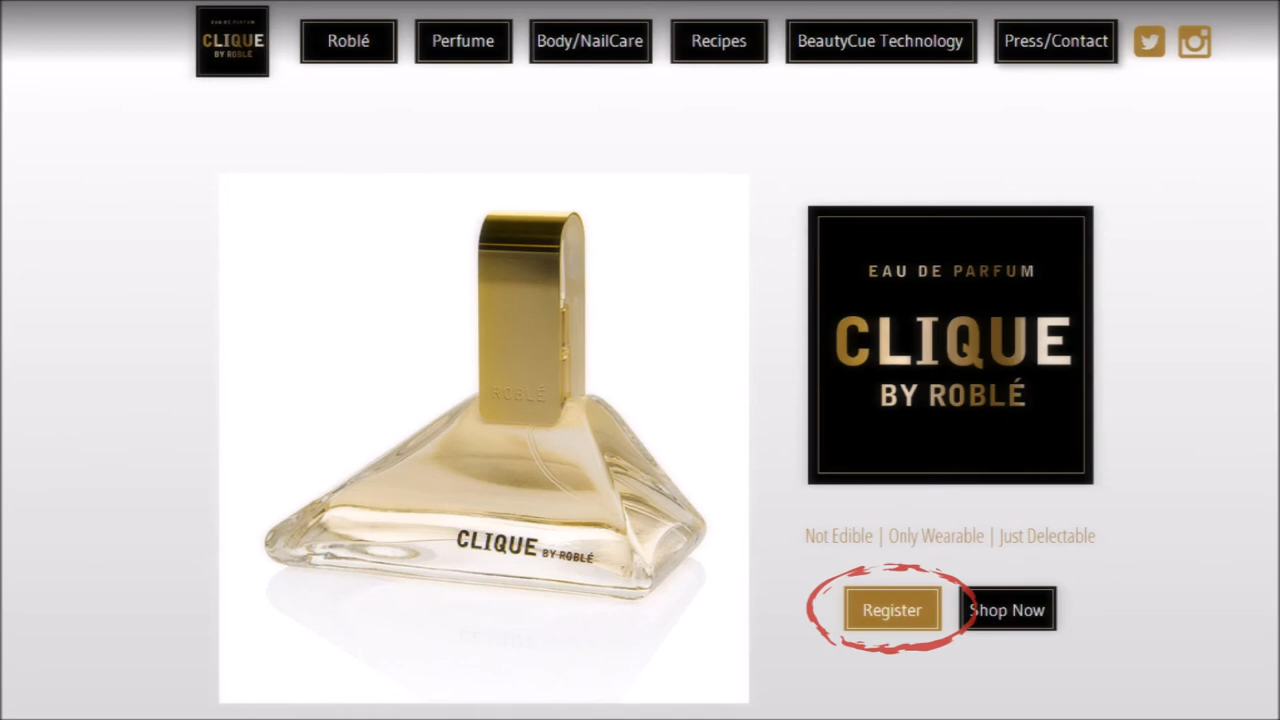 EAU DE PARFUM
CLIQUE
BY ROBLÉ
Roblé
Perfume
Body/NailCare
Recipes
BeautyCue Technology
Press/Contact
ROBLÉ
CLIQUE BY ROBLÉ
EAU DE PARFUM
CLIQUE
BY ROBLÉ
Not Edible | Only Wearable | Just Delectable
Register
Shop Now